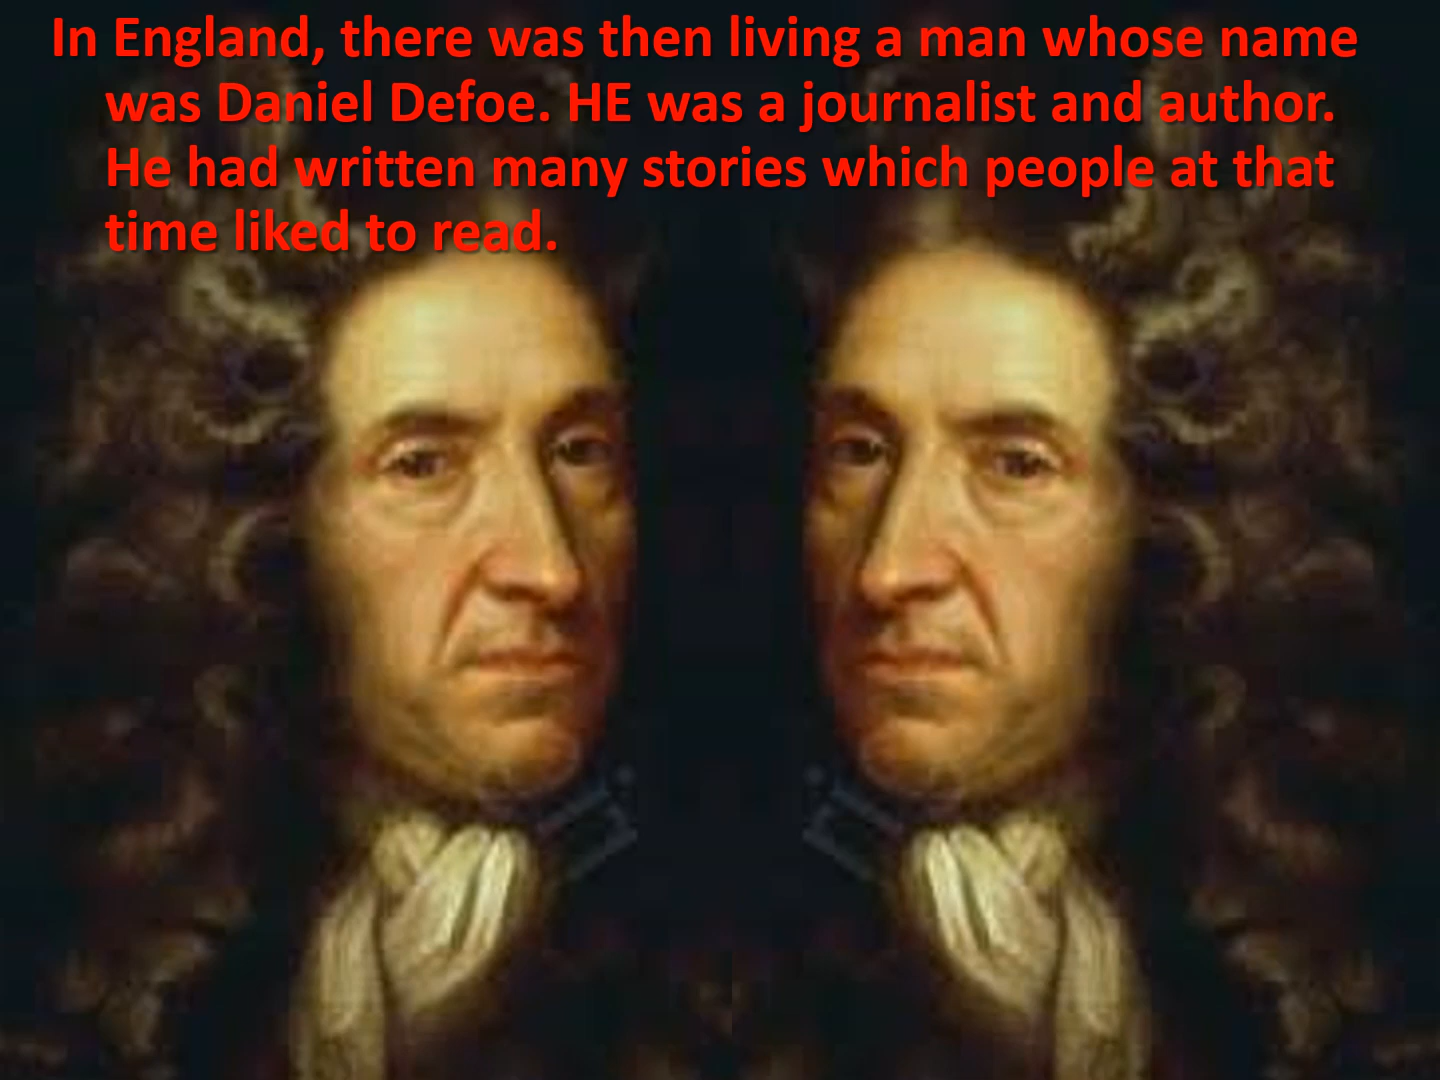 In England, there was then living a man whose name
was Daniel Defoe. HE was a journalist and author.
He had written many stories which people at that
time liked to read.